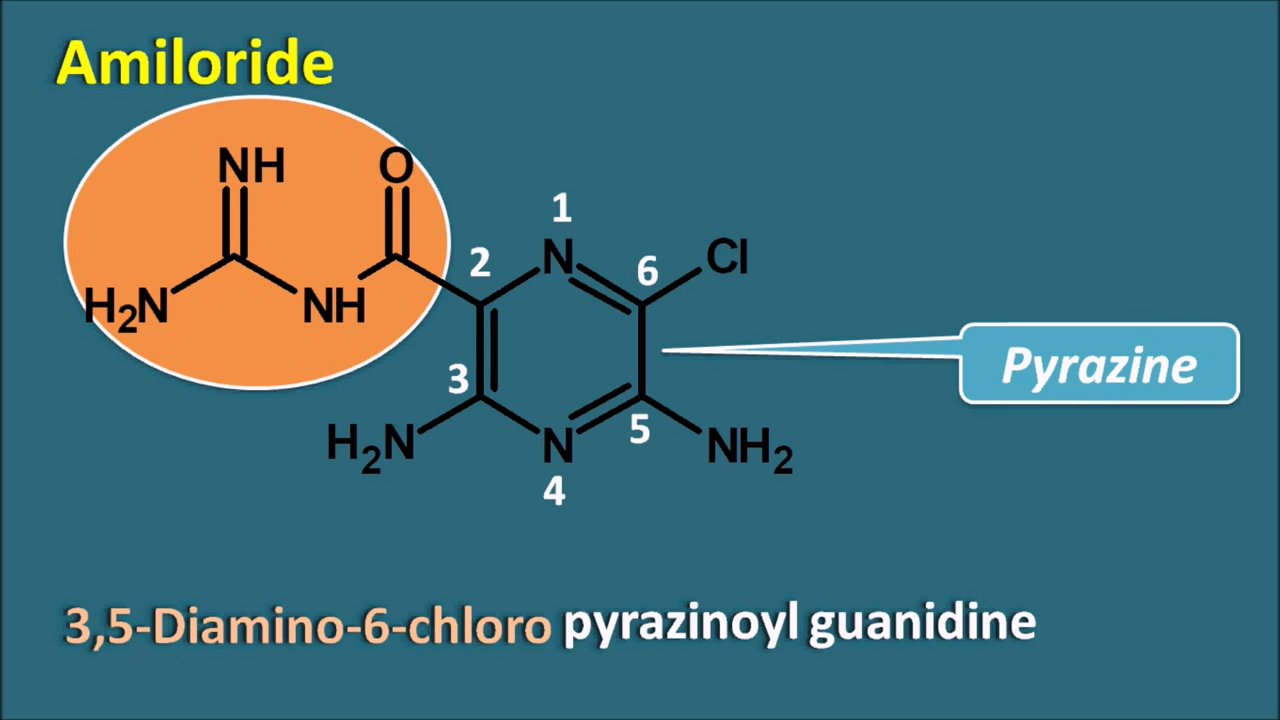 Amiloride
NH
O
H₂N
NH
1
2
N
6
Cl
3
H₂N
N
4
5
NH₂
Pyrazine
3,5-Diamino-6-chloro pyrazinoyl guanidine